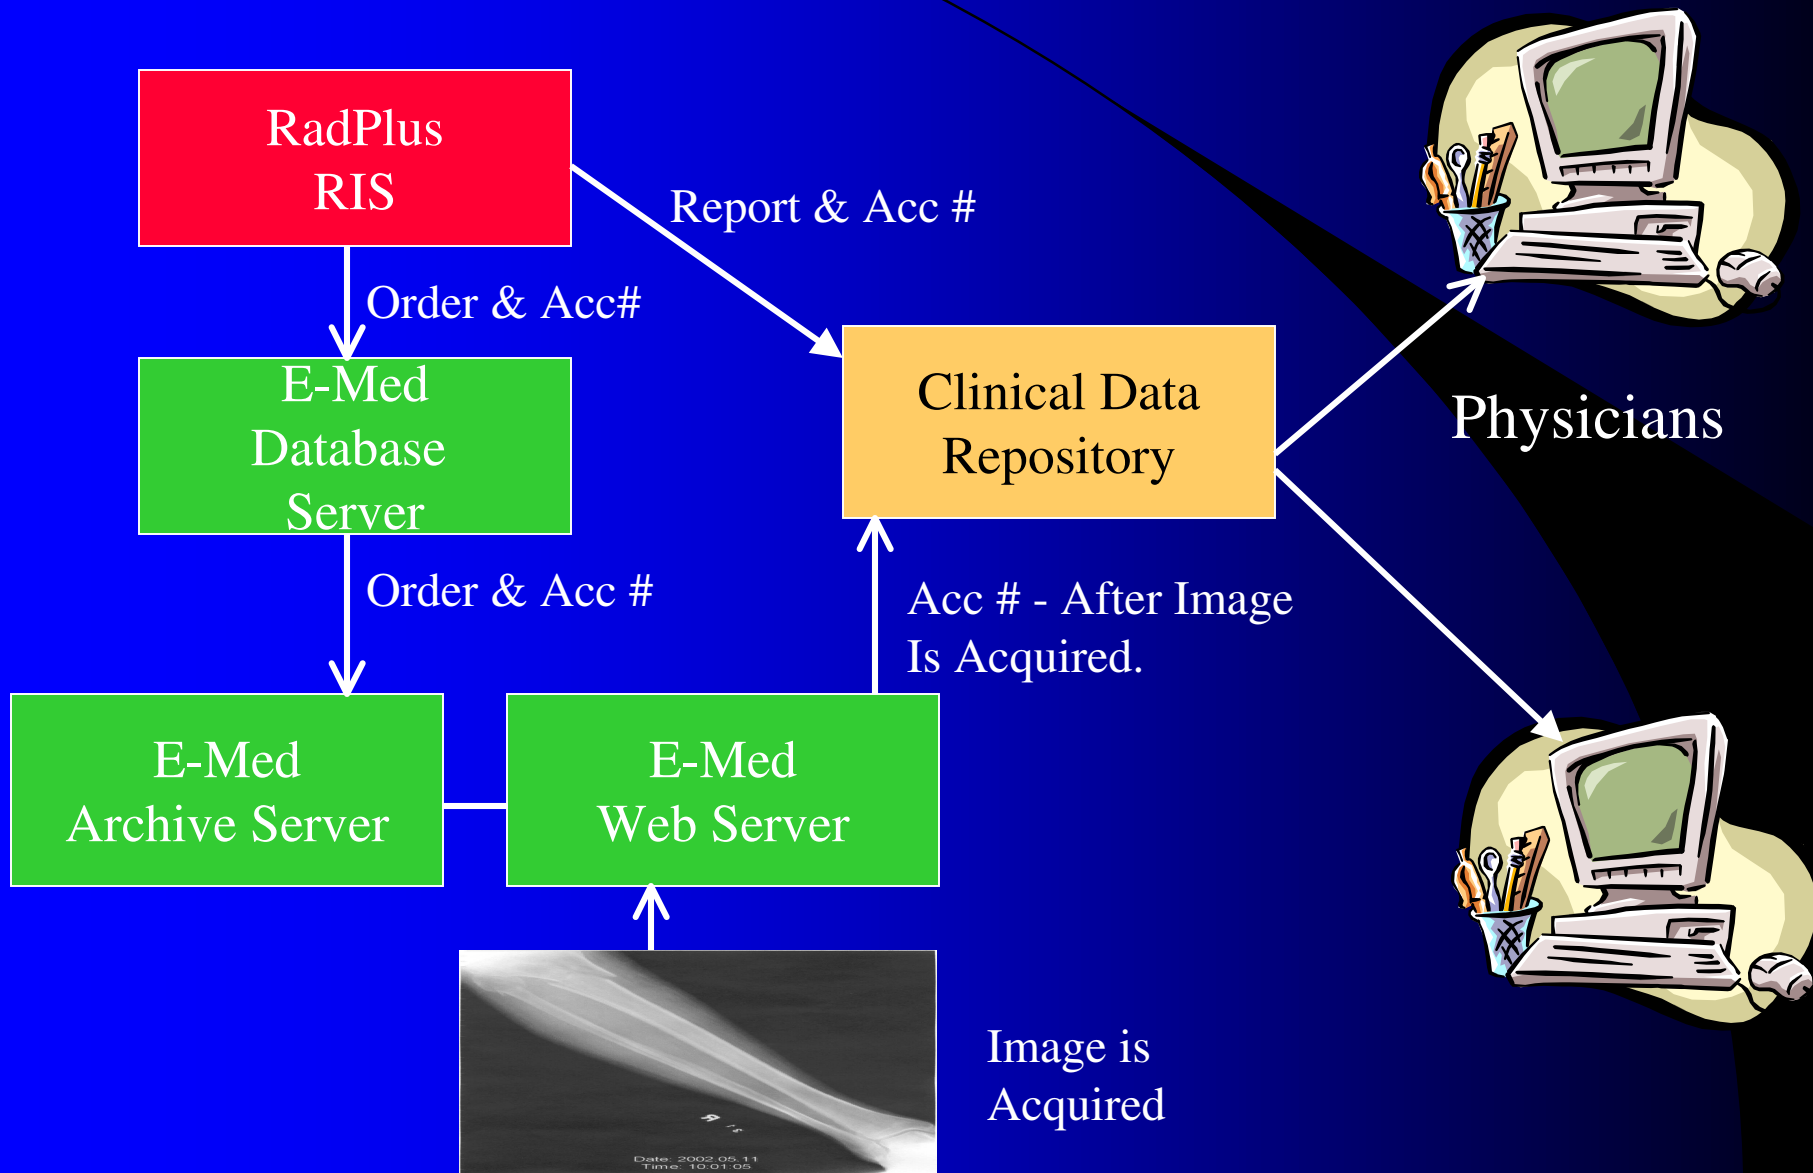 RadPlus
RIS
Report & Acc #
Order & Acc#
E-Med
Database
Server
Clinical Data
Repository
Physicians
Order & Acc #
Acc # - After Image
Is Acquired.
E-Med
Archive Server
E-Med
Web Server
Image is
Acquired
R
31
Date: 2002.05.11
Time: 10:01:05